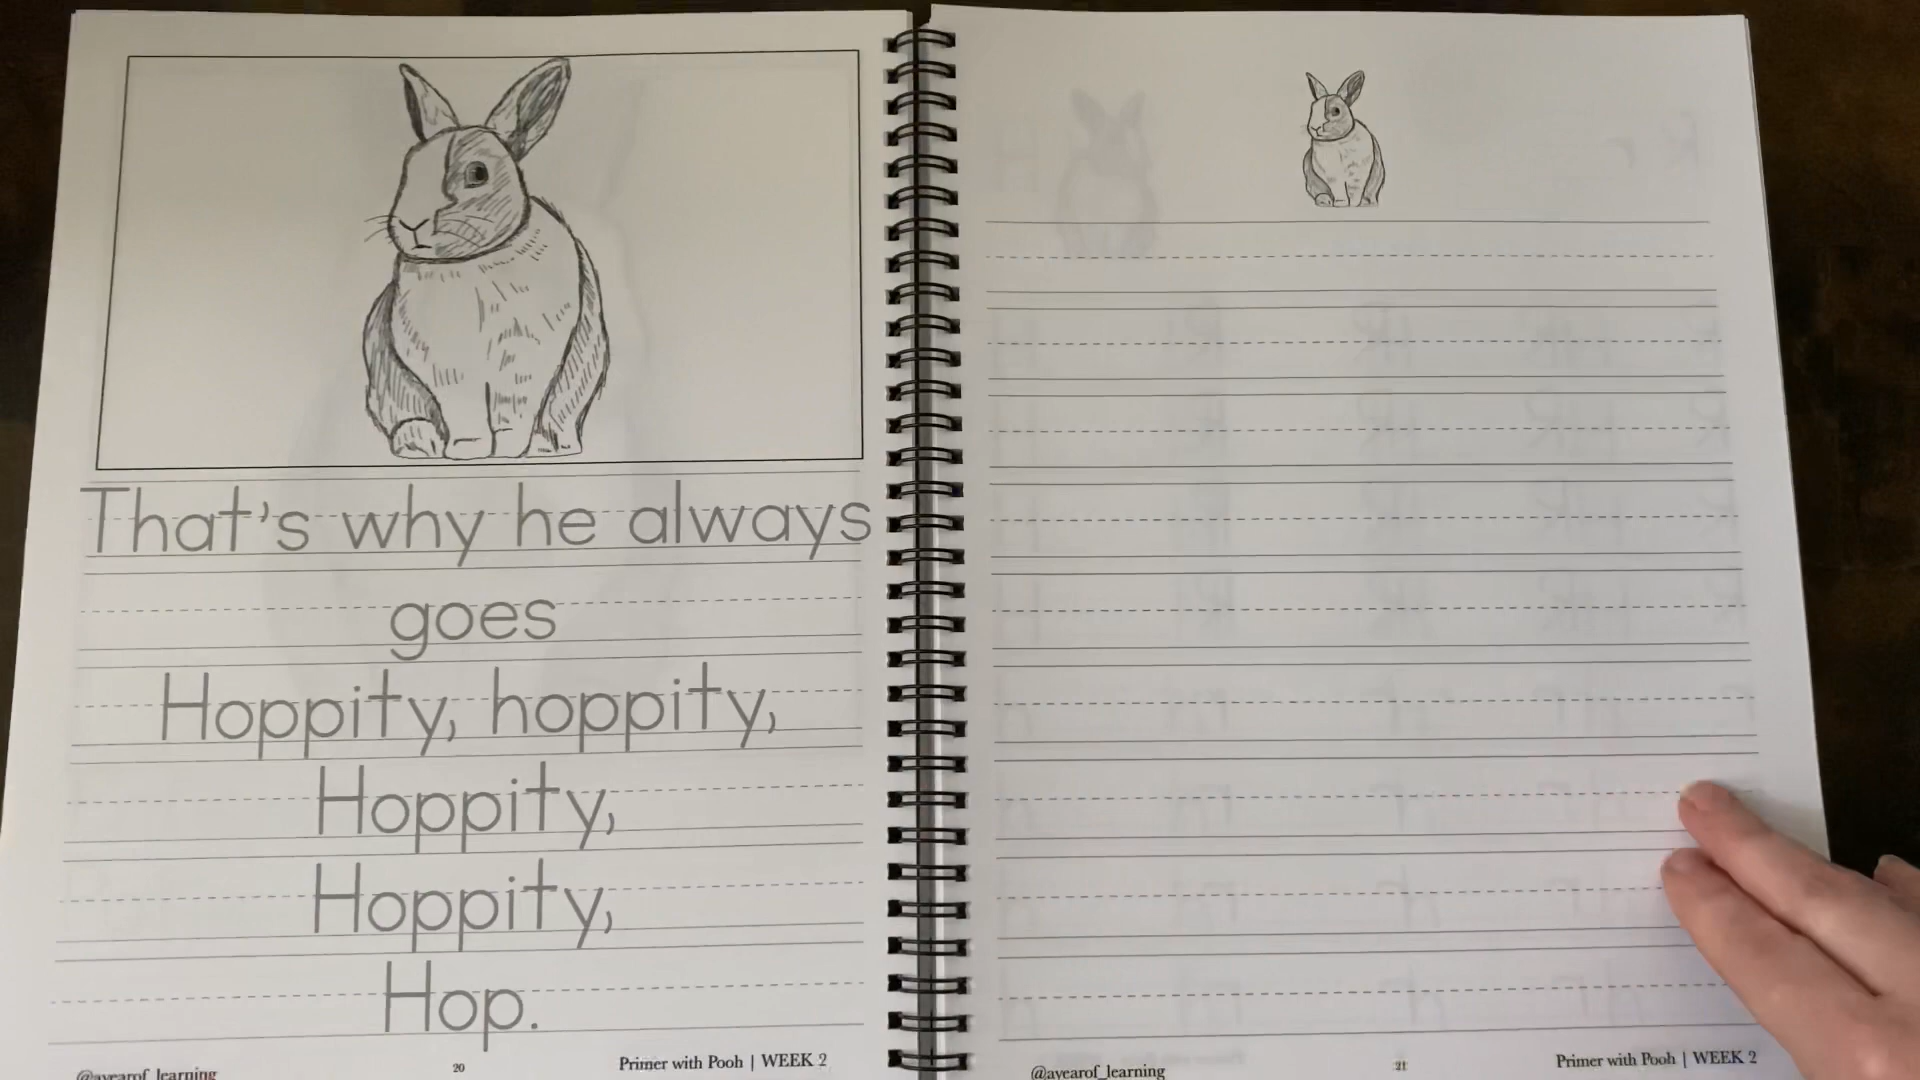 That's why he always
goes
Hoppity, hoppity,
Hoppity,
Hoppity,
Hop.
@ayearof_learning
20
Primer with Pooh | WEEK 2
@ayearof_learning
21
Primer with Pooh | WEEK 2